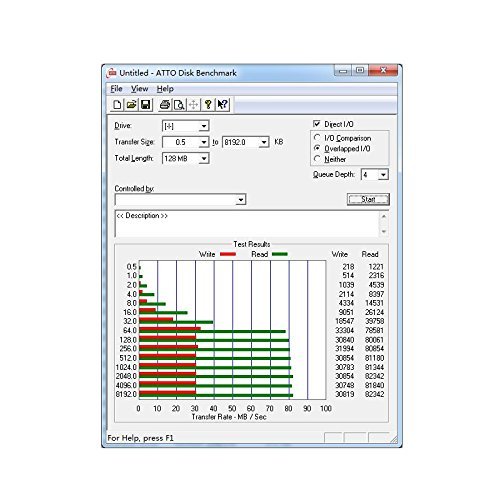 Untitled - ATTO Disk Benchmark
File View Help
Drive: [-i-] Direct I/O
Transfer Size: 0.5 to 8192.0 KB I/O Comparison
Overlapped I/O
Total Length: 128 MB Neither
Queue Depth: 4
Controlled by:
Start
<< Description >>
Test Results
Write Read Write Read
0.5 218 1221
1.0 514 2316
2.0 1039 4539
4.0 2114 8397
8.0 4334 14531
16.0 9051 26124
32.0 18547 39758
64.0 33304 78581
128.0 30840 80061
256.0 31994 80854
512.0 30854 81180
1024.0 30783 81344
2048.0 30854 82342
4096.0 30748 81840
8192.0 30819 82342
0 10 20 30 40 50 60 70 80 90 100
Transfer Rate - MB / Sec
For Help, press F1